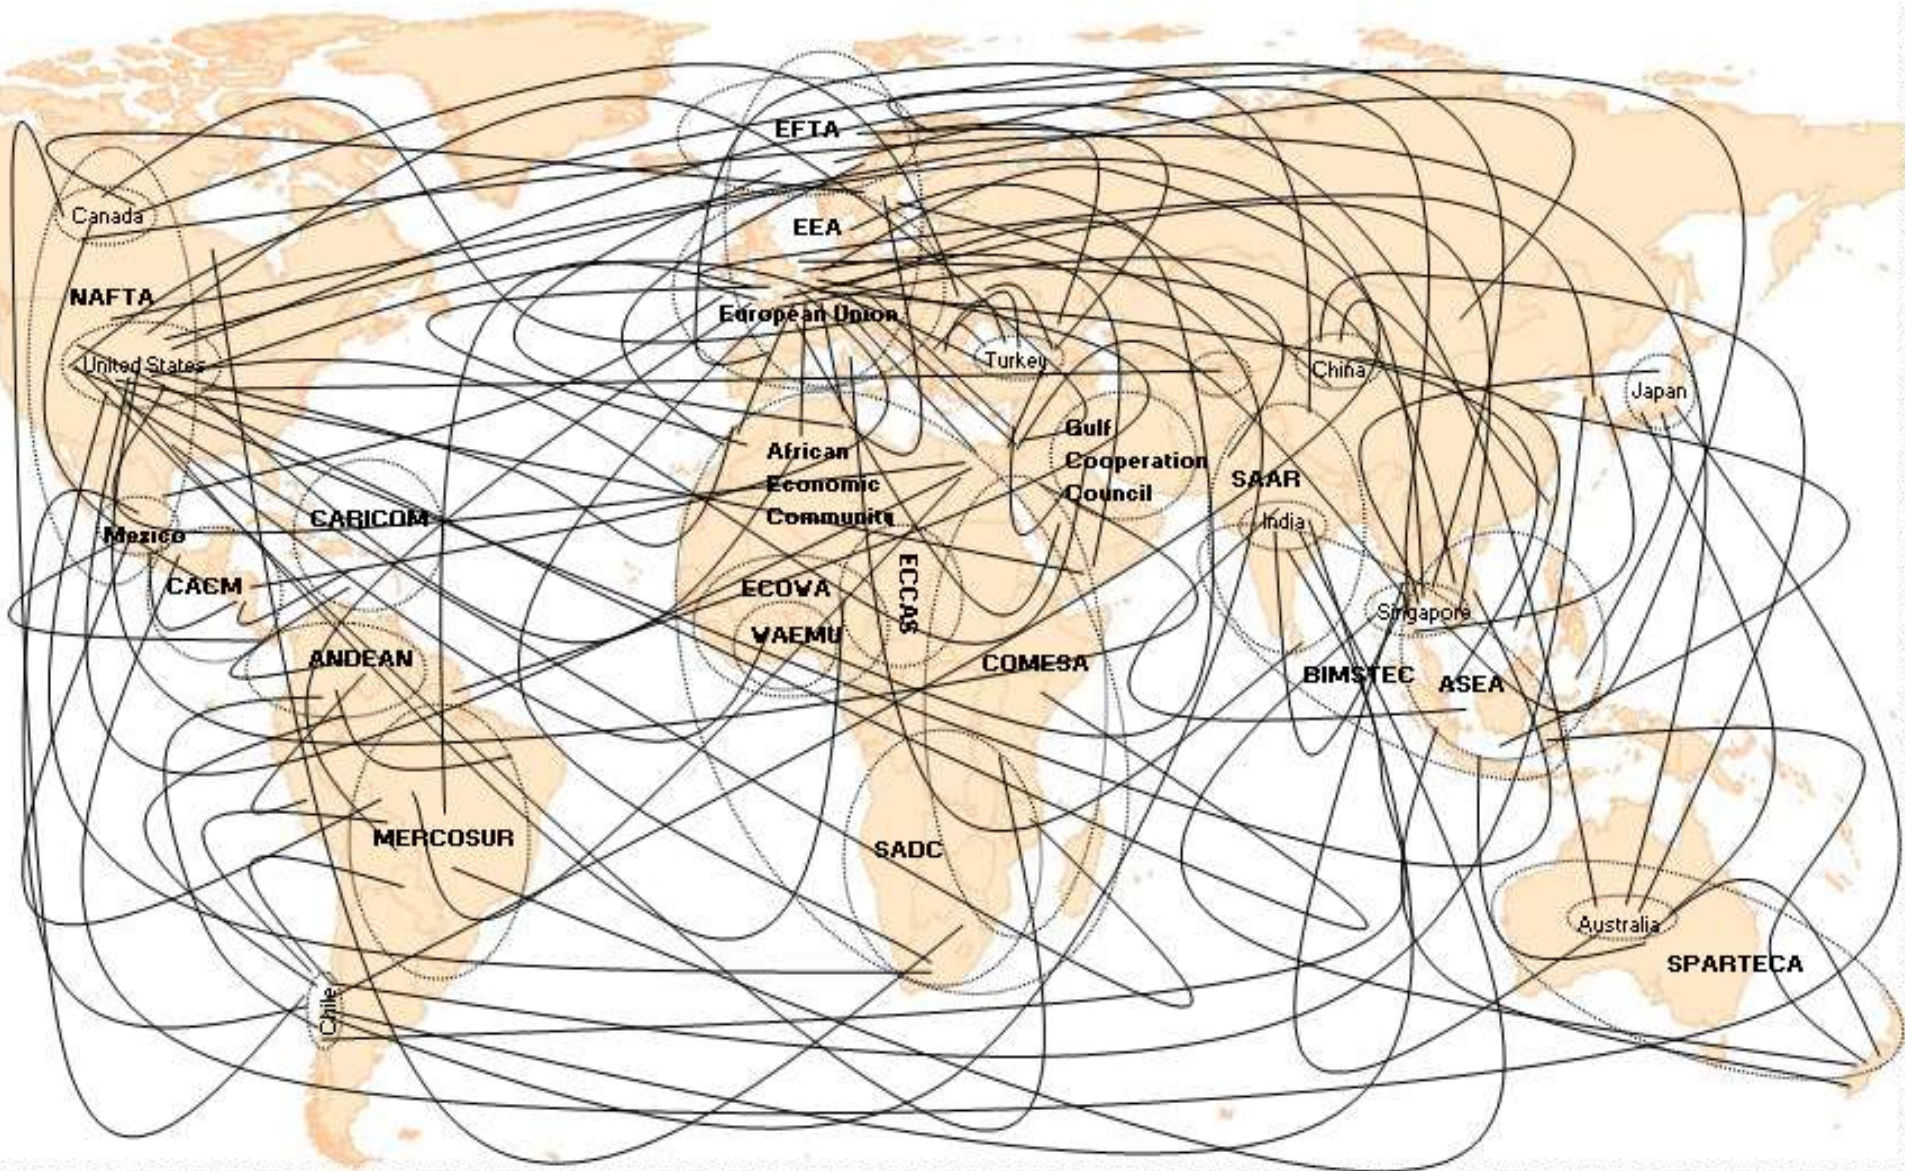 EFTA
Canada
EEA
NAFTA
European Union
United States
Turkey
China
Japan
Gulf
Cooperation
Council
African
Economic
Community
SAAR
CARICOM
India
Mexico
CACM
ECOWA
ECCAS
Singapore
WAEMU
ANDEAN
COMESA
BIMSTEC
ASEA
MERCOSUR
SADC
Australia
SPARTECA
Chile